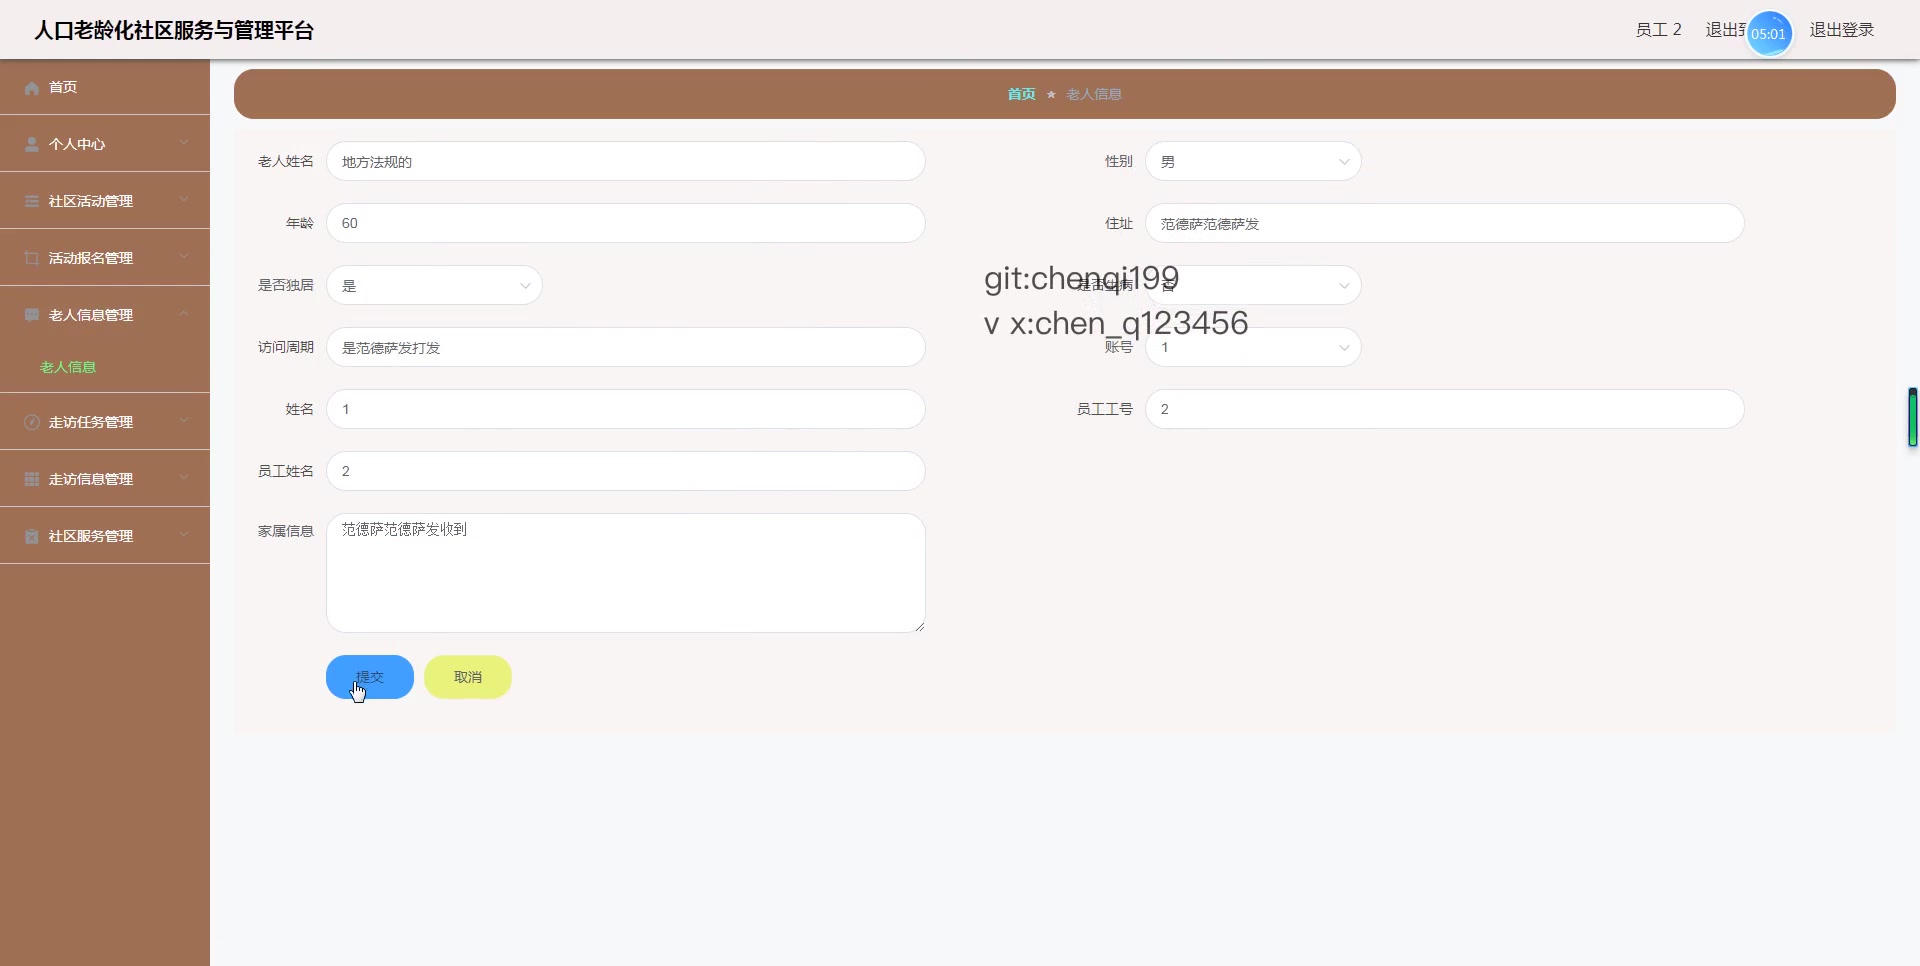 人口老龄化社区服务与管理平台
员工 2
退出到
05:01
退出登录
首页
个人中心
社区活动管理
活动报名管理
老人信息管理
老人信息
走访任务管理
走访信息管理
社区服务管理
首页 老人信息
老人姓名 地方法规的
性别 男
年龄 60
住址 范德萨范德萨发
是否独居 是
是否生病 否
git:chenqi199
v x:chen_q123456
访问周期 是范德萨发打发
账号 1
姓名 1
员工工号 2
员工姓名 2
家属信息 范德萨范德萨发收到
提交
取消